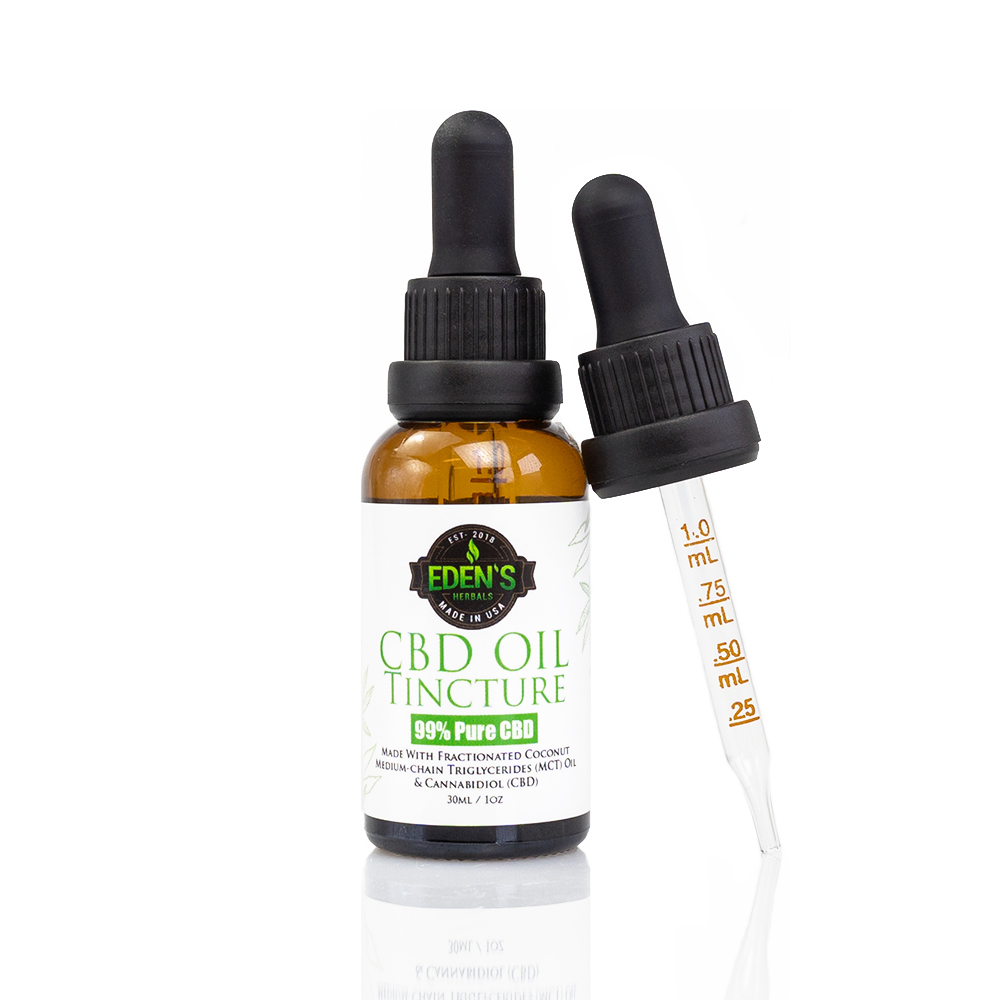 EST- 2018
EDEN'S
HERBALS
MADE IN USA
CBD OIL
TINCTURE
99% Pure CBD
MADE WITH FRACTIONATED COCONUT
MEDIUM-CHAIN TRIGLYCERIDES (MCT) OIL
& CANNABIDIOL (CBD)
30ML / 1OZ
1.0
mL
.75
mL
.50
mL
.25